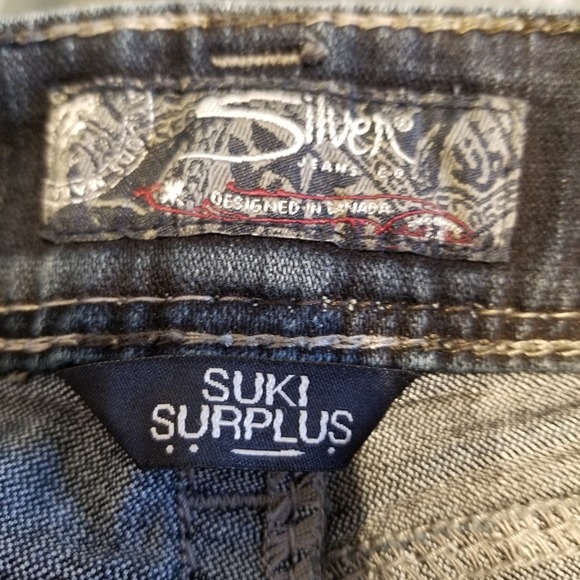 Silver®
JEANS CO.
DESIGNED IN CANADA
SUKI
SURPLUS